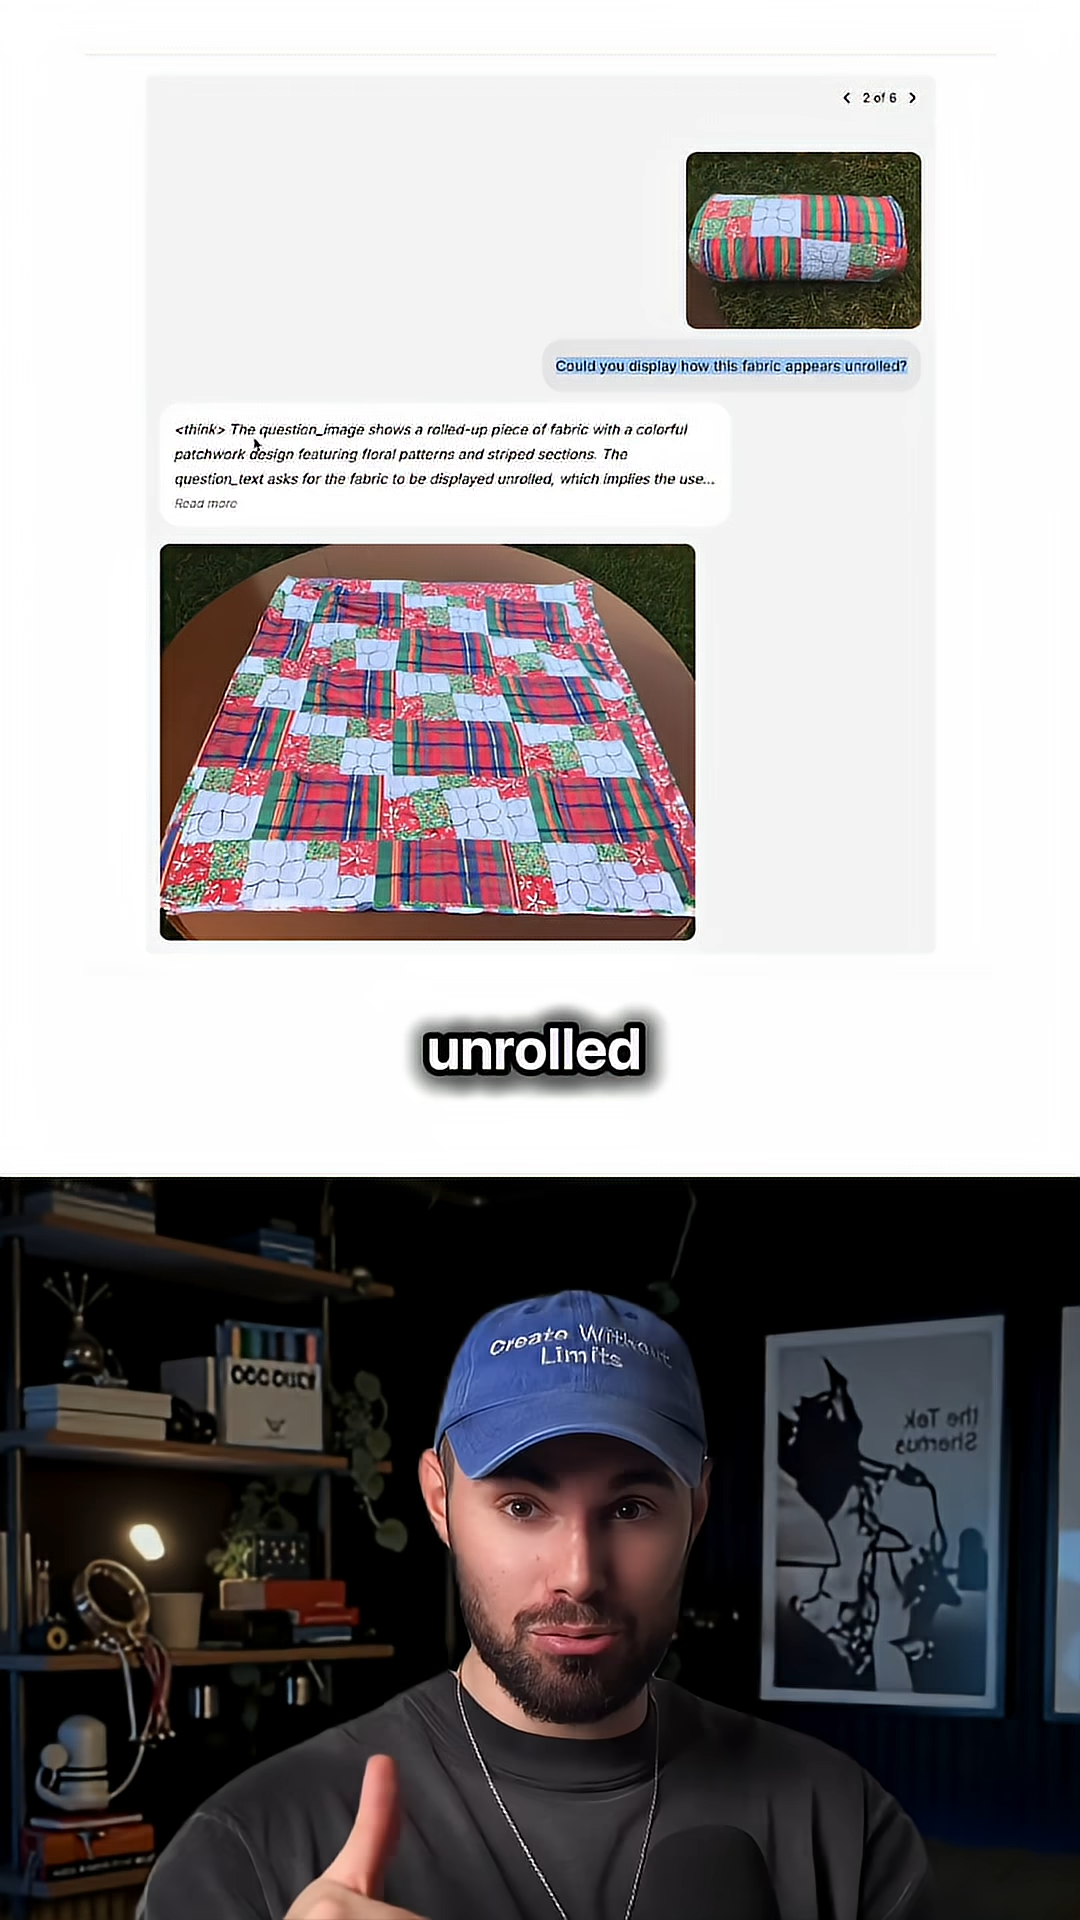 2 of 6
Could you display how this fabric appears unrolled?
<think> The question_image shows a rolled-up piece of fabric with a colorful
patchwork design featuring floral patterns and striped sections. The
question_text asks for the fabric to be displayed unrolled, which implies the use...
Read more
unrolled
Create Without
Limits
the Tek